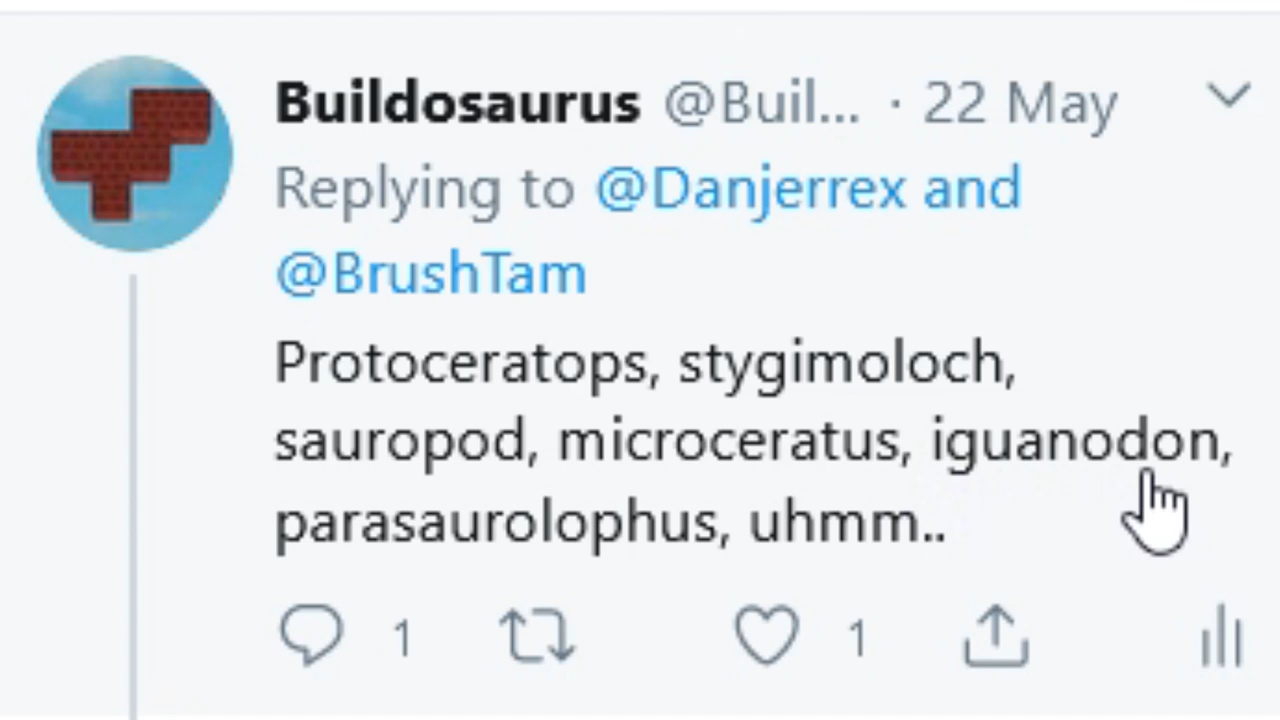 Buildosaurus @Buil... · 22 May
Replying to @Danjerrex and
@BrushTam
Protoceratops, stygimoloch,
sauropod, microceratus, iguanodon,
parasaurolophus, uhmm..
1 1